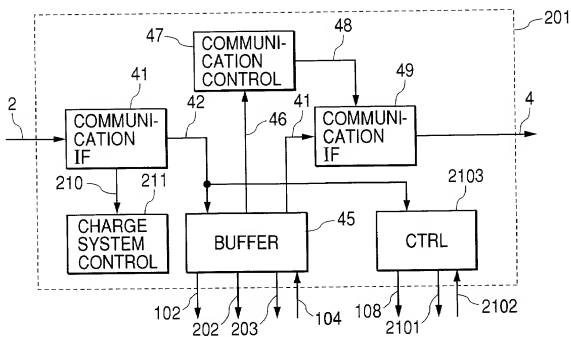 47
COMMUNI-
CATION
CONTROL
48
201
2
41
COMMUNI-
CATION
IF
42
46
41
49
COMMUNI-
CATION
IF
4
210
211
CHARGE
SYSTEM
CONTROL
BUFFER
45
2103
CTRL
102
202
203
104
108
2101
2102